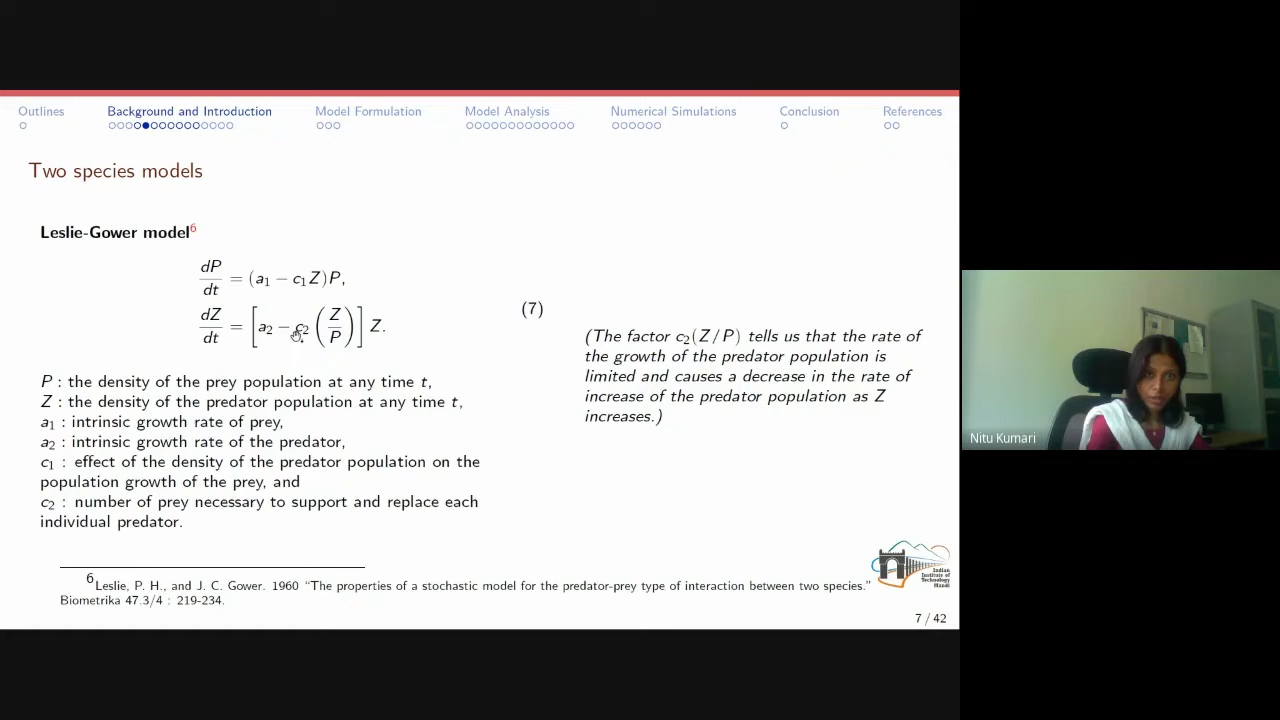 Outlines Background and Introduction Model Formulation Model Analysis Numerical Simulations Conclusion References
Two species models
Leslie-Gower model⁶
dP/dt = (a₁ − c₁Z)P,
dZ/dt = [a₂ − c₂ (Z/P)] Z.
(7)
P : the density of the prey population at any time t,
Z : the density of the predator population at any time t,
a₁ : intrinsic growth rate of prey,
a₂ : intrinsic growth rate of the predator,
c₁ : effect of the density of the predator population on the
population growth of the prey, and
c₂ : number of prey necessary to support and replace each
individual predator.
(The factor c₂(Z/P) tells us that the rate of
the growth of the predator population is
limited and causes a decrease in the rate of
increase of the predator population as Z
increases.)
⁶Leslie, P. H., and J. C. Gower. 1960 “The properties of a stochastic model for the predator-prey type of interaction between two species.”
Biometrika 47.3/4 : 219-234.
Indian
Institute of
Technology
Mandi
7 / 42
Nitu Kumari